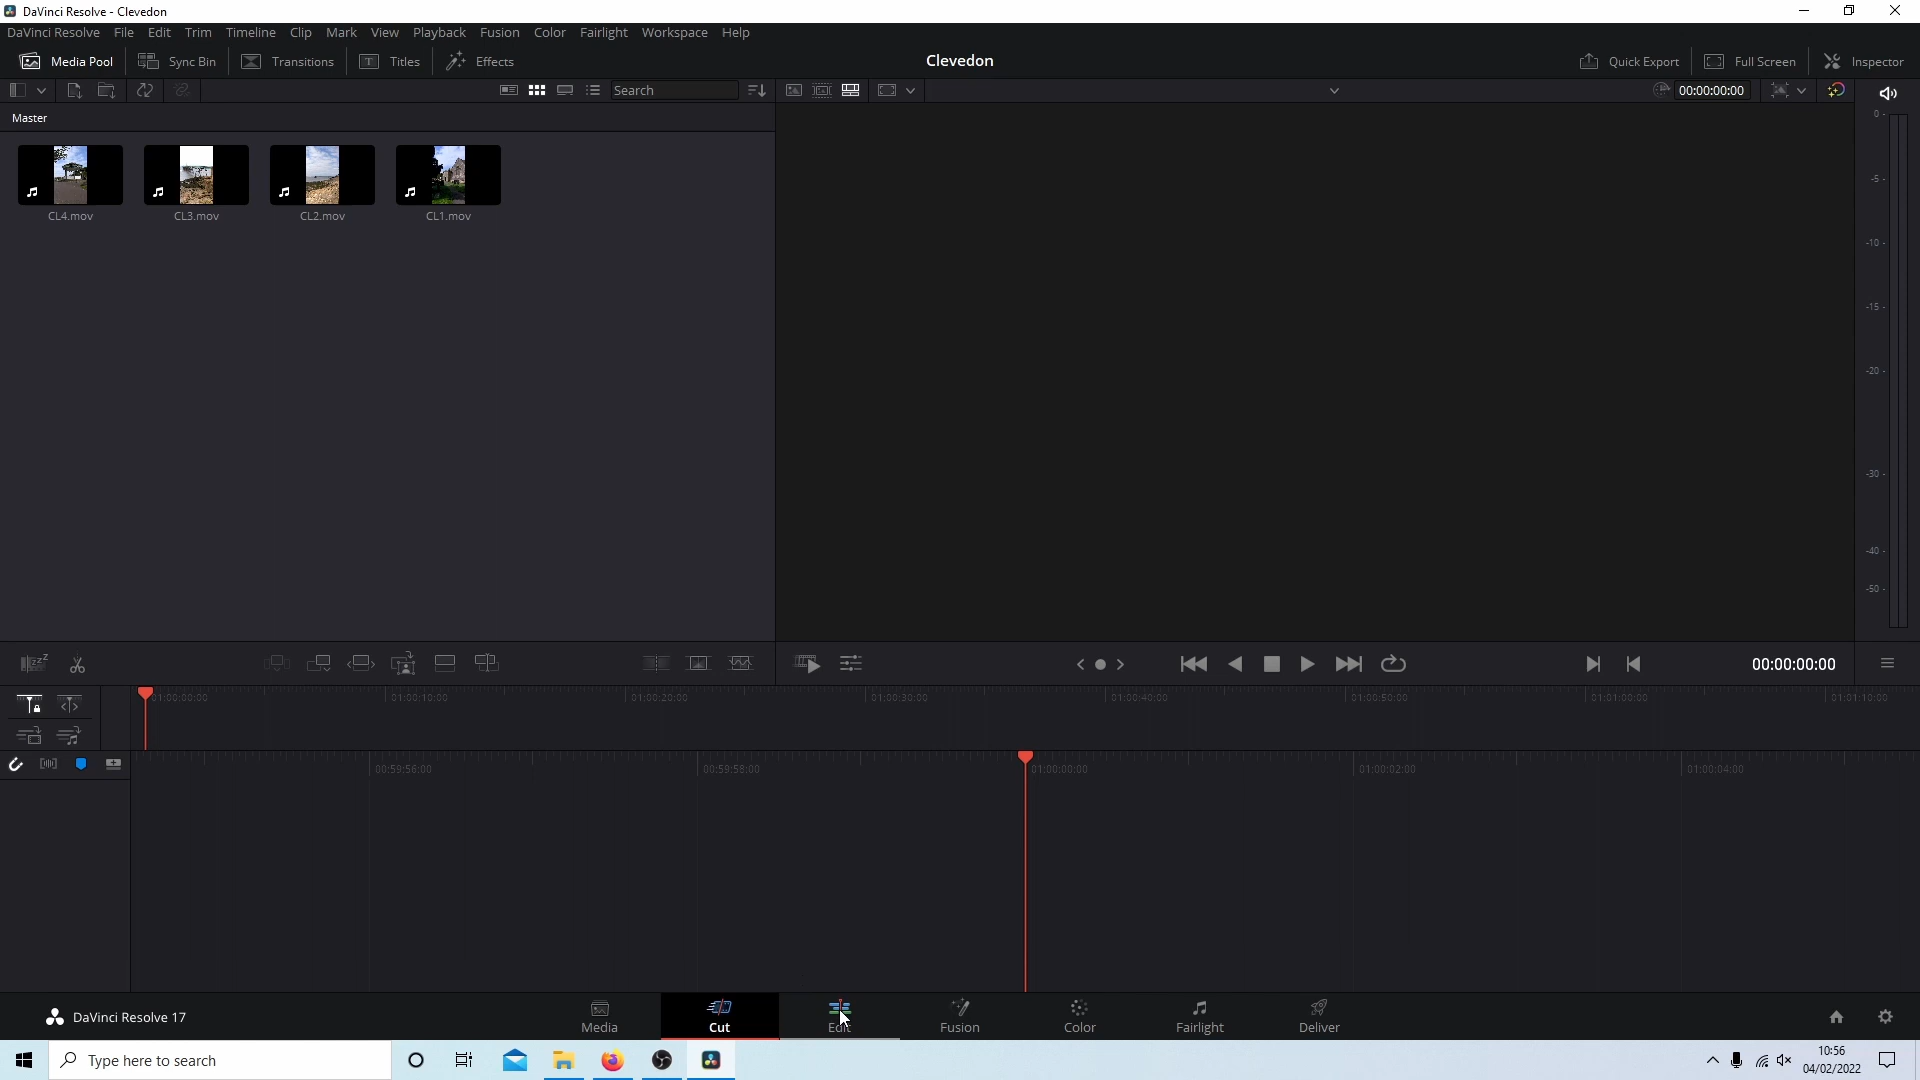 DaVinci Resolve - Clevedon
DaVinci Resolve File Edit Trim Timeline Clip Mark View Playback Fusion Color Fairlight Workspace Help
Media Pool Sync Bin Transitions Titles Effects Clevedon Quick Export Full Screen Inspector
Search 00:00:00:00
Master
CL4.mov CL3.mov CL2.mov CL1.mov
0
-5
-10
-15
-20
-30
-40
-50
00:00:00:00
01:00:00:00 01:00:10:00 01:00:20:00 01:00:30:00 01:00:40:00 01:00:50:00 01:01:00:00 01:01:10:00
00:59:56:00 00:59:58:00 01:00:00:00 01:00:02:00 01:00:04:00
DaVinci Resolve 17
Media Cut Edit Fusion Color Fairlight Deliver
Type here to search
10:56
04/02/2022